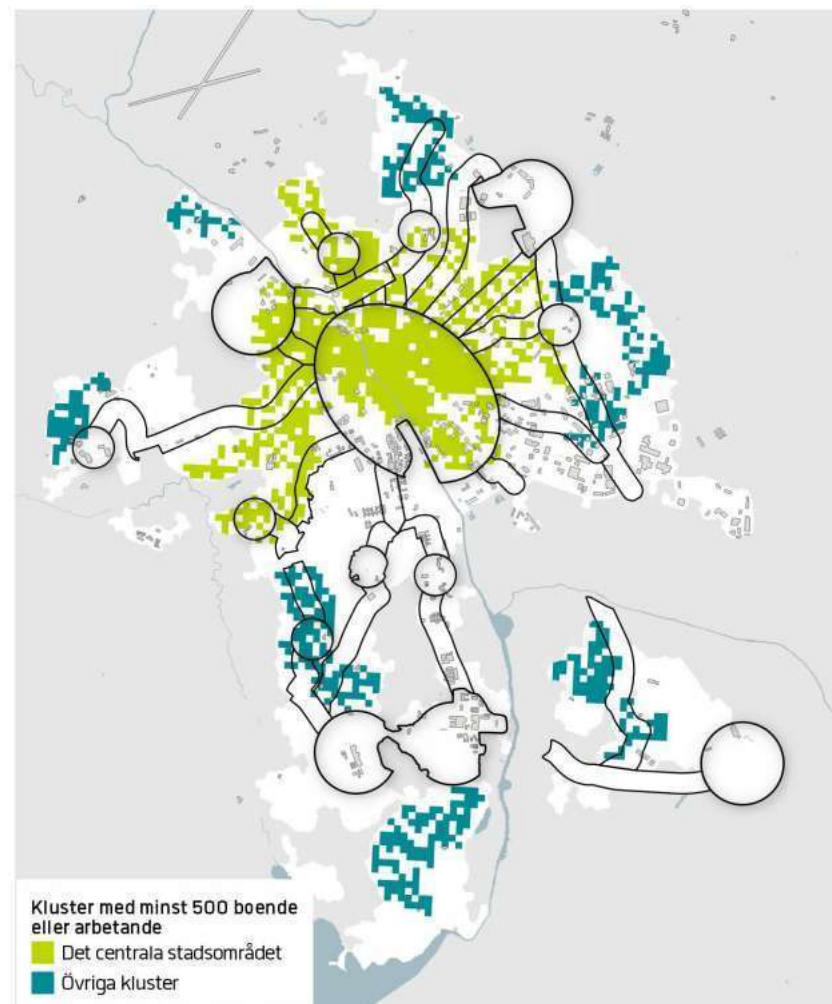 Kluster med minst 500 boende
eller arbetande
Det centrala stadsområdet
Övriga kluster